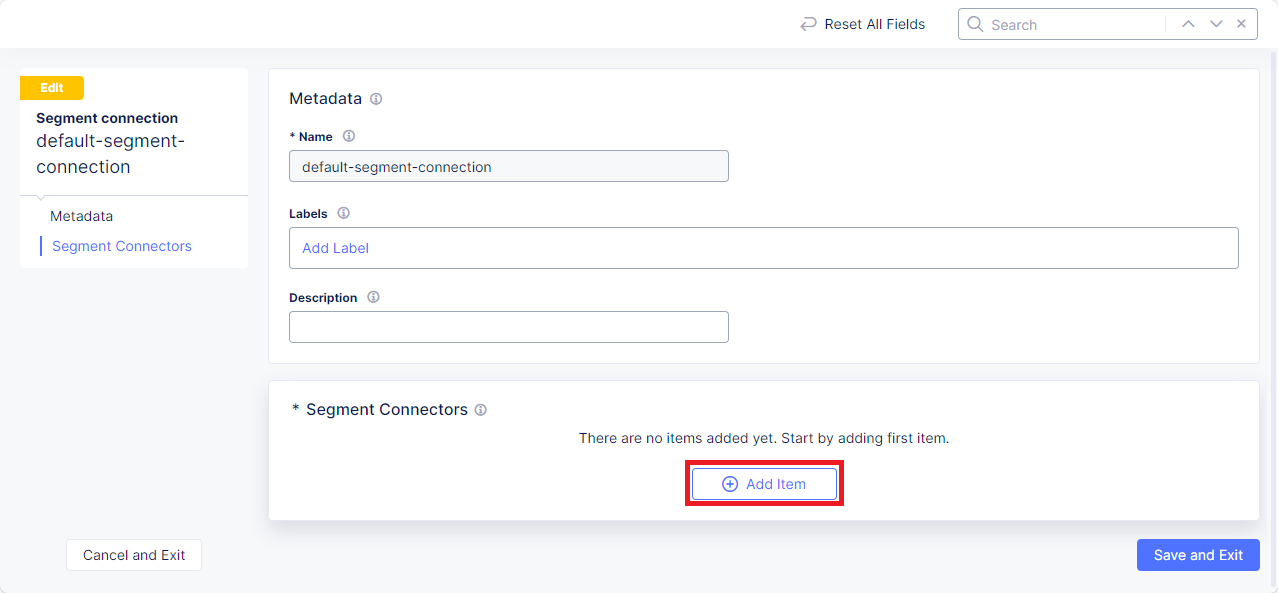 Reset All Fields
Search
Edit
Segment connection
default-segment-
connection
Metadata
Segment Connectors
Metadata
* Name
default-segment-connection
Labels
Add Label
Description
* Segment Connectors
There are no items added yet. Start by adding first item.
Add Item
Cancel and Exit
Save and Exit